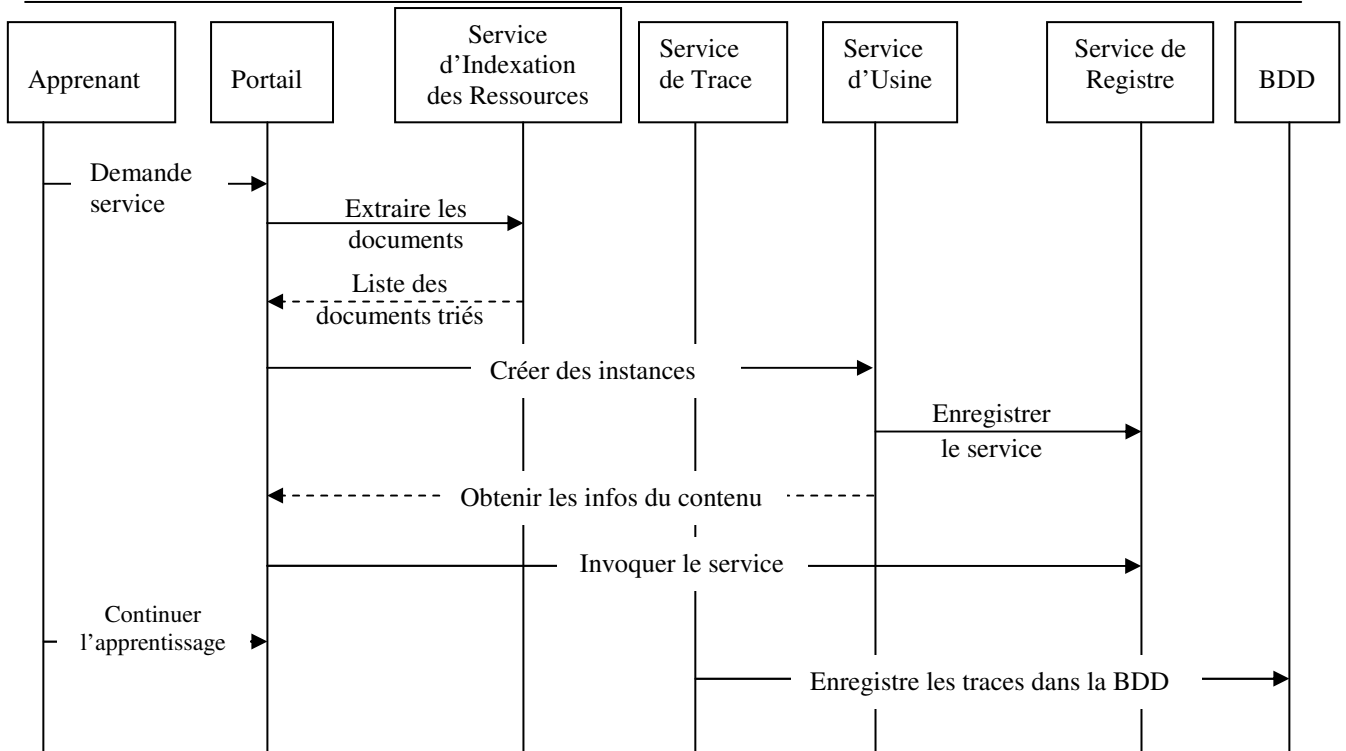 Apprenant
Portail
Service
d'Indexation
des Ressources
Service
de Trace
Service
d'Usine
Service de
Registre
BDD
Demande
service
Extraire les
documents
Liste des
documents triés
Créer des instances
Enregistrer
le service
Obtenir les infos du contenu
Invoquer le service
Continuer
l'apprentissage
Enregistre les traces dans la BDD